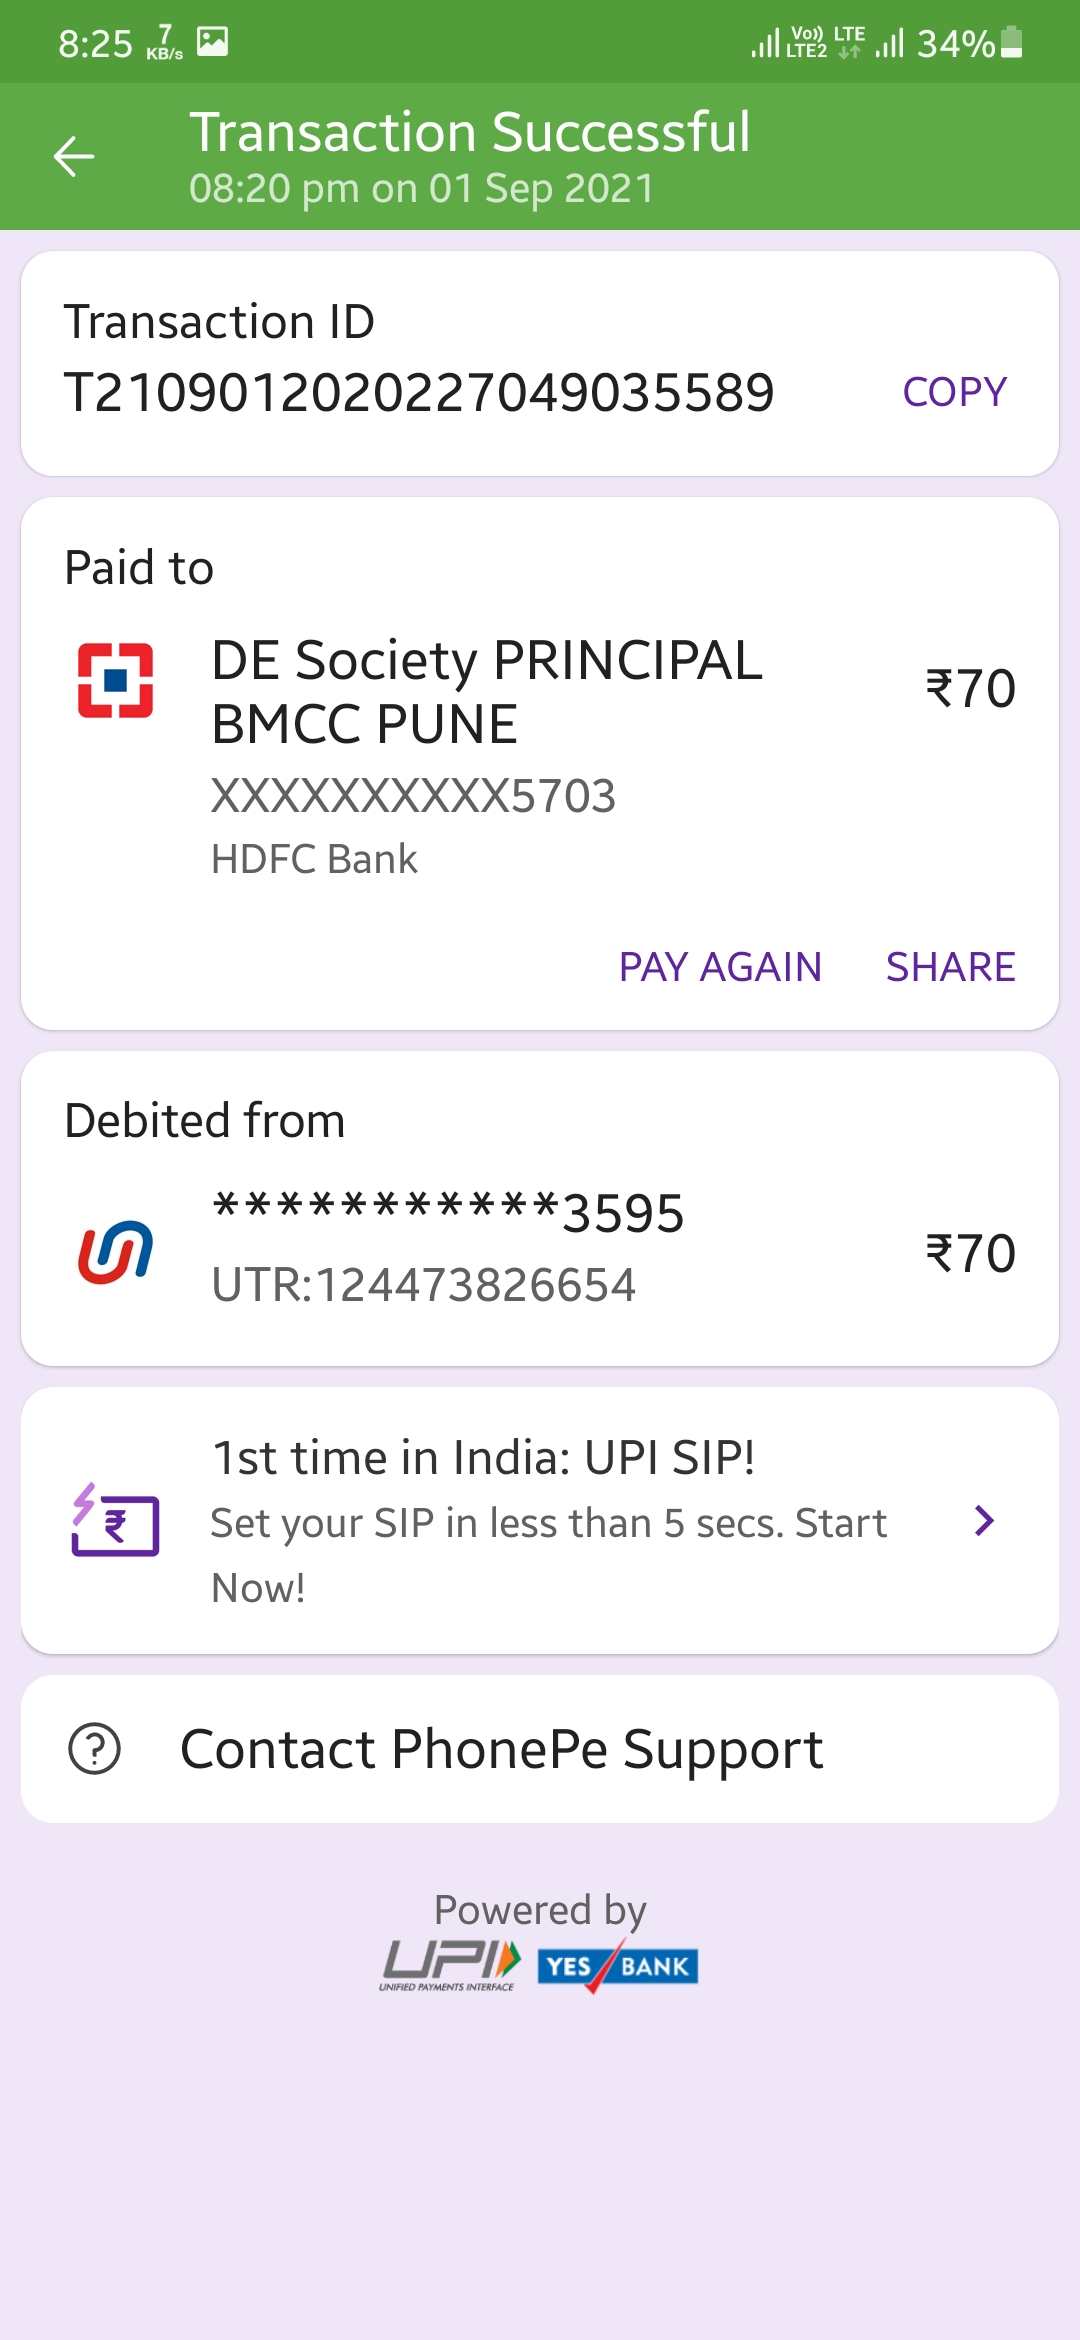 8:25 7 KB/s Vo)) LTE2 LTE 34%
Transaction Successful
08:20 pm on 01 Sep 2021
Transaction ID
T2109012020227049035589 COPY
Paid to
DE Society PRINCIPAL
BMCC PUNE
₹70
XXXXXXXXXX5703
HDFC Bank
PAY AGAIN SHARE
Debited from
***********3595
₹70
UTR:124473826654
1st time in India: UPI SIP!
Set your SIP in less than 5 secs. Start
Now!
Contact PhonePe Support
Powered by
UPI
UNIFIED PAYMENTS INTERFACE
YES BANK